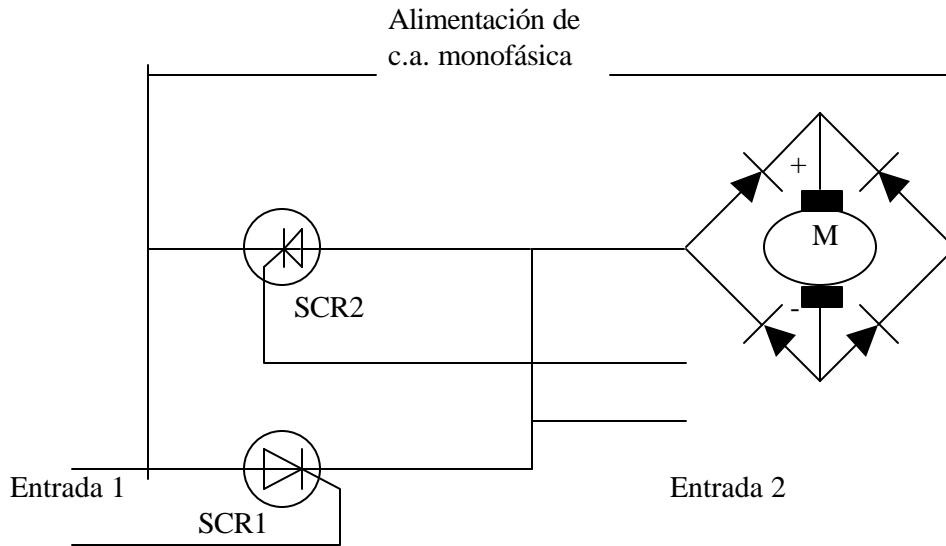 Alimentación de
c.a. monofásica
+
M
SCR2
-
Entrada 1
Entrada 2
SCR1